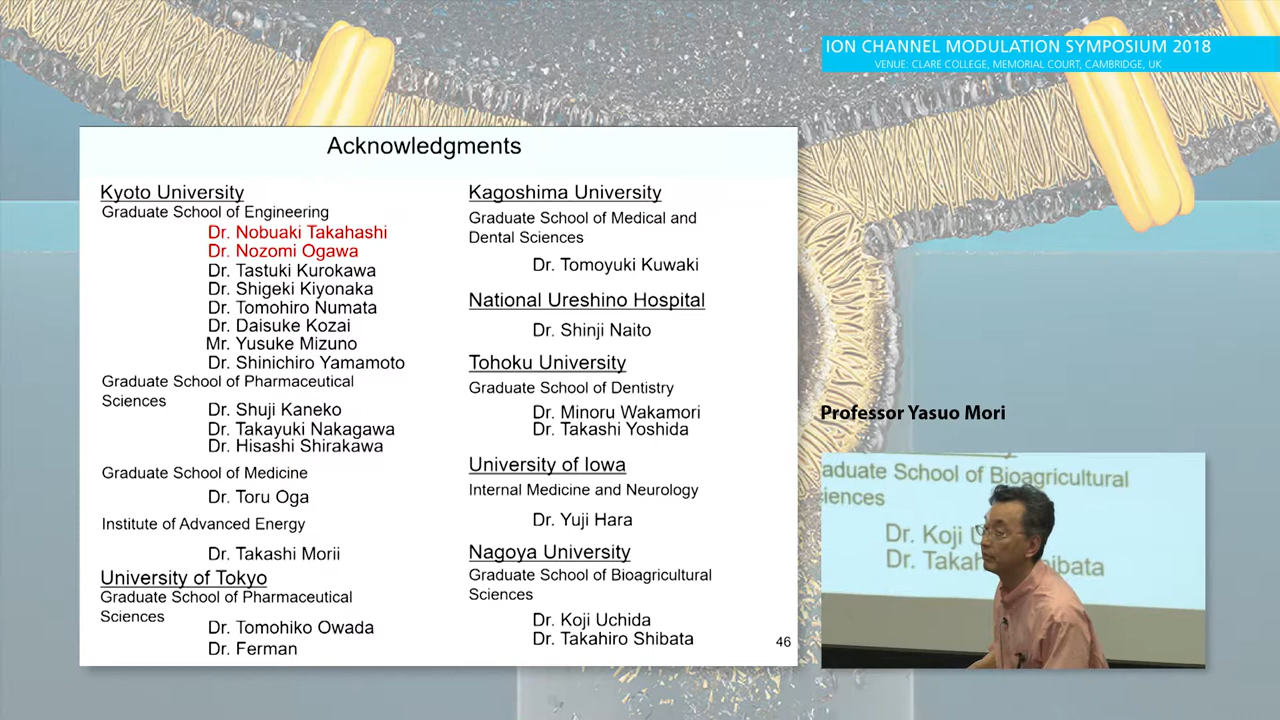 ION CHANNEL MODULATION SYMPOSIUM 2018
VENUE: CLARE COLLEGE, MEMORIAL COURT, CAMBRIDGE, UK
Acknowledgments
Kyoto University
Graduate School of Engineering
Dr. Nobuaki Takahashi
Dr. Nozomi Ogawa
Dr. Tastuki Kurokawa
Dr. Shigeki Kiyonaka
Dr. Tomohiro Numata
Dr. Daisuke Kozai
Mr. Yusuke Mizuno
Dr. Shinichiro Yamamoto
Graduate School of Pharmaceutical
Sciences
Dr. Shuji Kaneko
Dr. Takayuki Nakagawa
Dr. Hisashi Shirakawa
Graduate School of Medicine
Dr. Toru Oga
Institute of Advanced Energy
Dr. Takashi Morii
University of Tokyo
Graduate School of Pharmaceutical
Sciences
Dr. Tomohiko Owada
Dr. Ferman
Kagoshima University
Graduate School of Medical and
Dental Sciences
Dr. Tomoyuki Kuwaki
National Ureshino Hospital
Dr. Shinji Naito
Tohoku University
Graduate School of Dentistry
Dr. Minoru Wakamori
Dr. Takashi Yoshida
University of Iowa
Internal Medicine and Neurology
Dr. Yuji Hara
Nagoya University
Graduate School of Bioagricultural
Sciences
Dr. Koji Uchida
Dr. Takahiro Shibata
46
Professor Yasuo Mori
aduate School of Bioagricultural
ciences
Dr. Koji U
Dr. Takah ibata